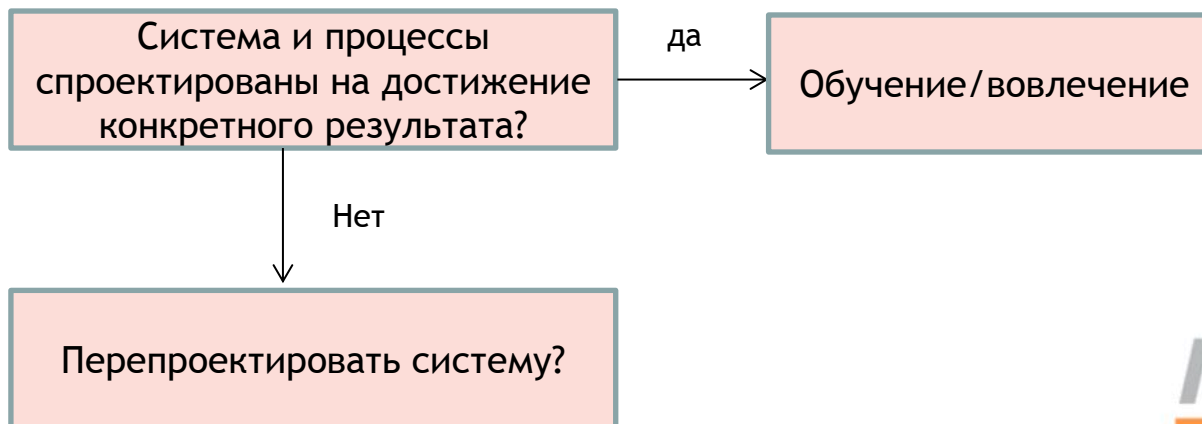 Система и процессы
спроектированы на достижение
конкретного результата?
да
Обучение/вовлечение
Нет
Перепроектировать систему?